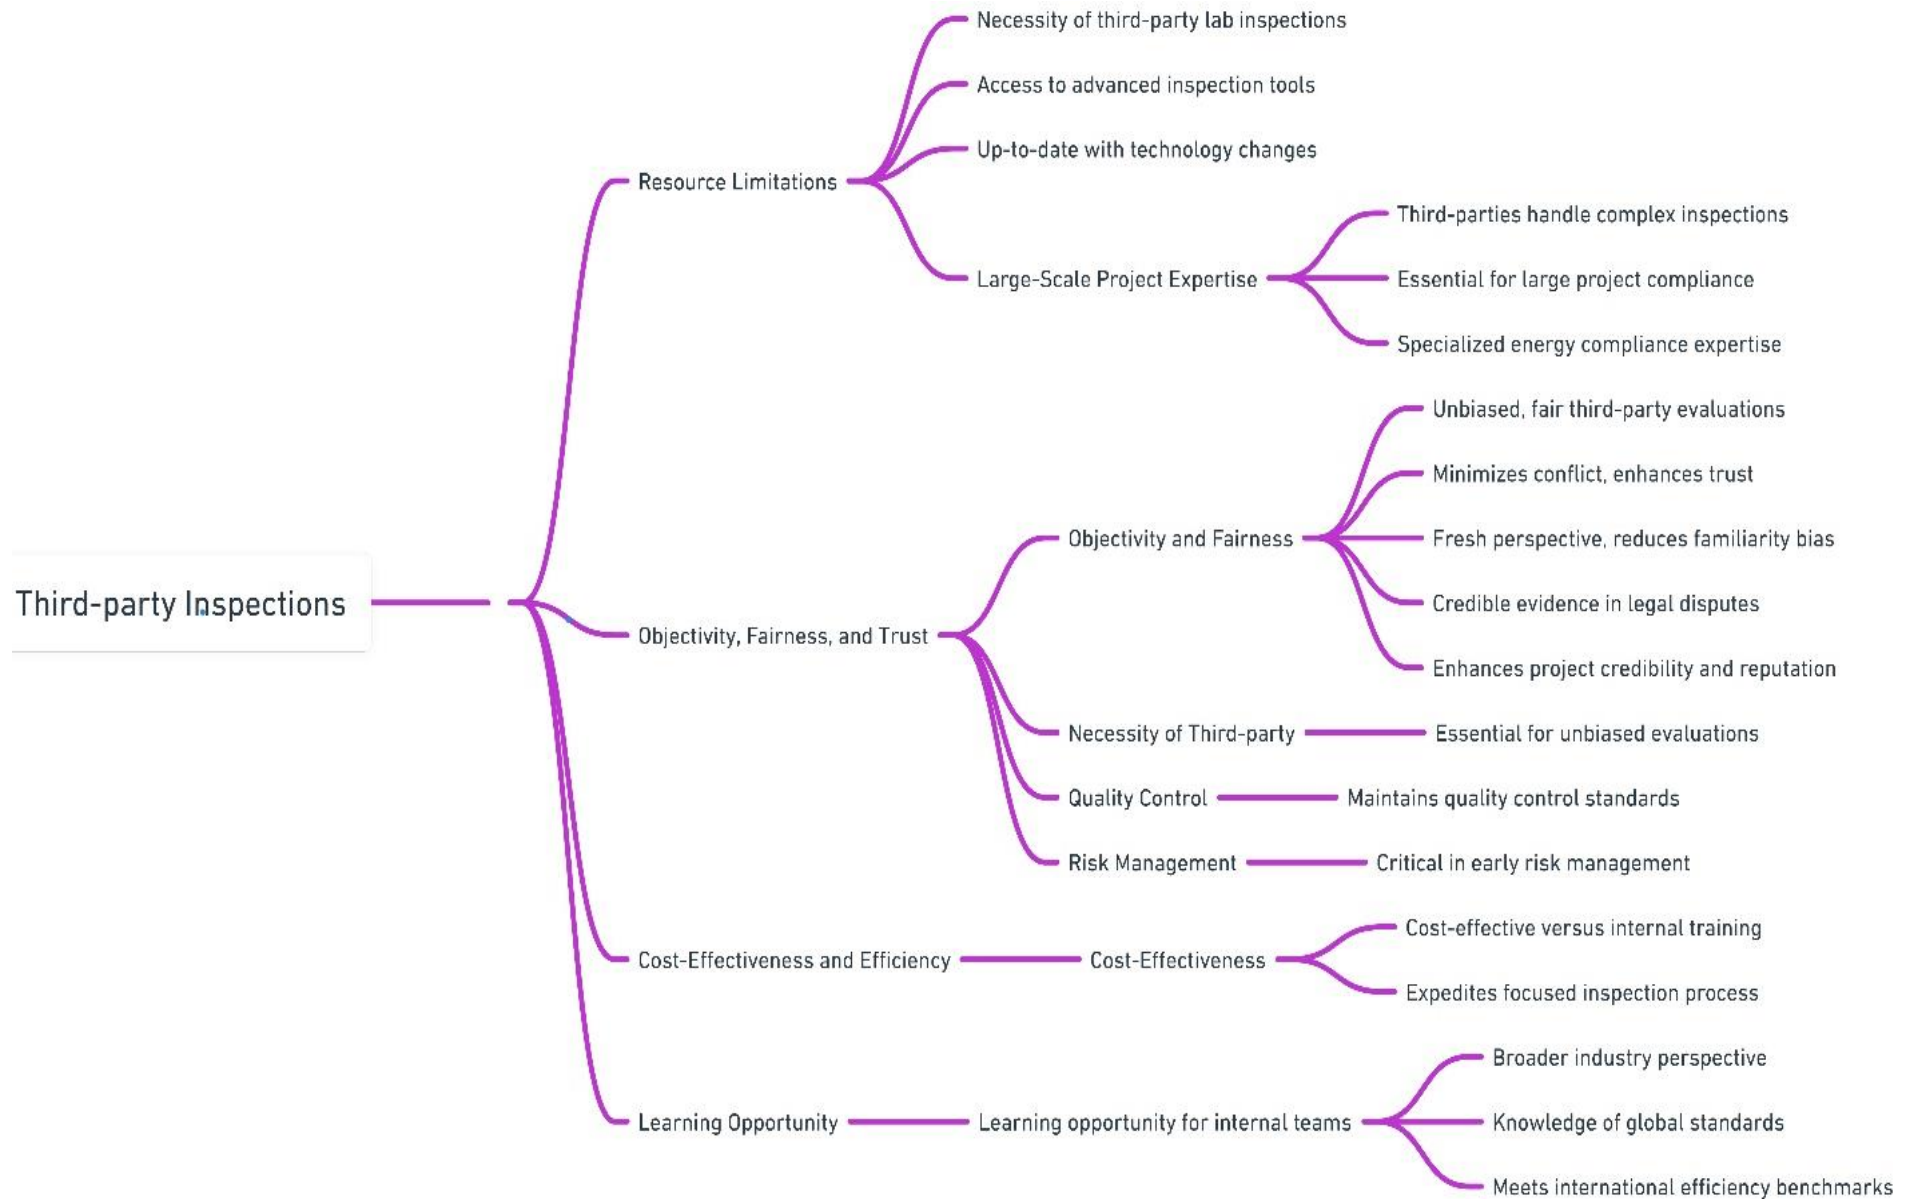 Third-party Inspections
Resource Limitations
Necessity of third-party lab inspections
Access to advanced inspection tools
Up-to-date with technology changes
Large-Scale Project Expertise
Third-parties handle complex inspections
Essential for large project compliance
Specialized energy compliance expertise
Objectivity, Fairness, and Trust
Objectivity and Fairness
Unbiased, fair third-party evaluations
Minimizes conflict, enhances trust
Fresh perspective, reduces familiarity bias
Credible evidence in legal disputes
Enhances project credibility and reputation
Necessity of Third-party
Essential for unbiased evaluations
Quality Control
Maintains quality control standards
Risk Management
Critical in early risk management
Cost-Effectiveness and Efficiency
Cost-Effectiveness
Cost-effective versus internal training
Expedites focused inspection process
Learning Opportunity
Learning opportunity for internal teams
Broader industry perspective
Knowledge of global standards
Meets international efficiency benchmarks